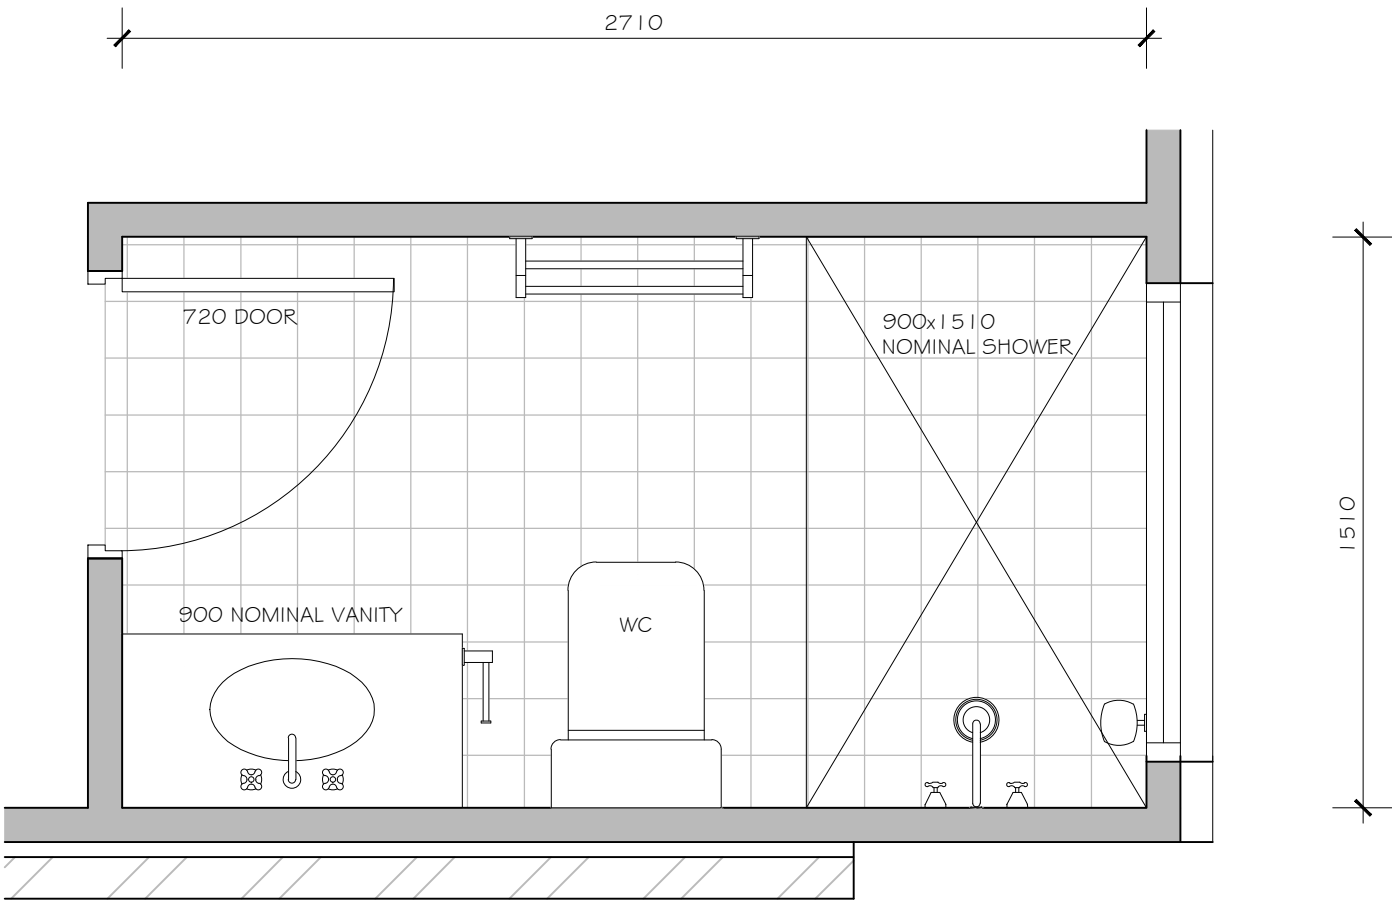 2710
720 DOOR
900x1510
NOMINAL SHOWER
1510
900 NOMINAL VANITY
WC